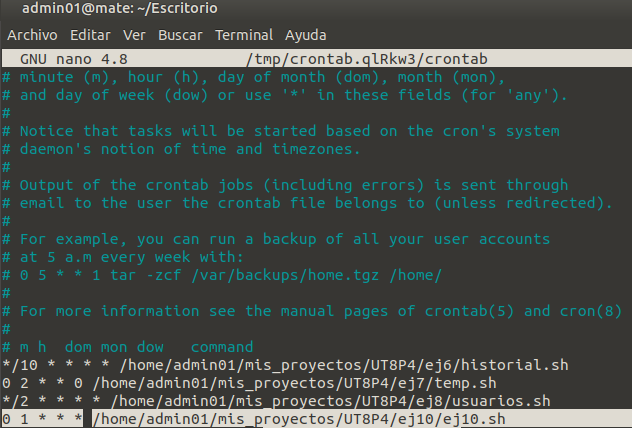 admin01@mate: ~/Escritorio
Archivo Editar Ver Buscar Terminal Ayuda
GNU nano 4.8 /tmp/crontab.qlRkw3/crontab
# minute (m), hour (h), day of month (dom), month (mon),
# and day of week (dow) or use '*' in these fields (for 'any').
#
# Notice that tasks will be started based on the cron's system
# daemon's notion of time and timezones.
#
# Output of the crontab jobs (including errors) is sent through
# email to the user the crontab file belongs to (unless redirected).
#
# For example, you can run a backup of all your user accounts
# at 5 a.m every week with:
# 0 5 * * 1 tar -zcf /var/backups/home.tgz /home/
#
# For more information see the manual pages of crontab(5) and cron(8)
#
# m h  dom mon dow   command
*/10 * * * * /home/admin01/mis_proyectos/UT8P4/ej6/historial.sh
0 2 * * 0 /home/admin01/mis_proyectos/UT8P4/ej7/temp.sh
*/2 * * * * /home/admin01/mis_proyectos/UT8P4/ej8/usuarios.sh
0 1 * * * /home/admin01/mis_proyectos/UT8P4/ej10/ej10.sh